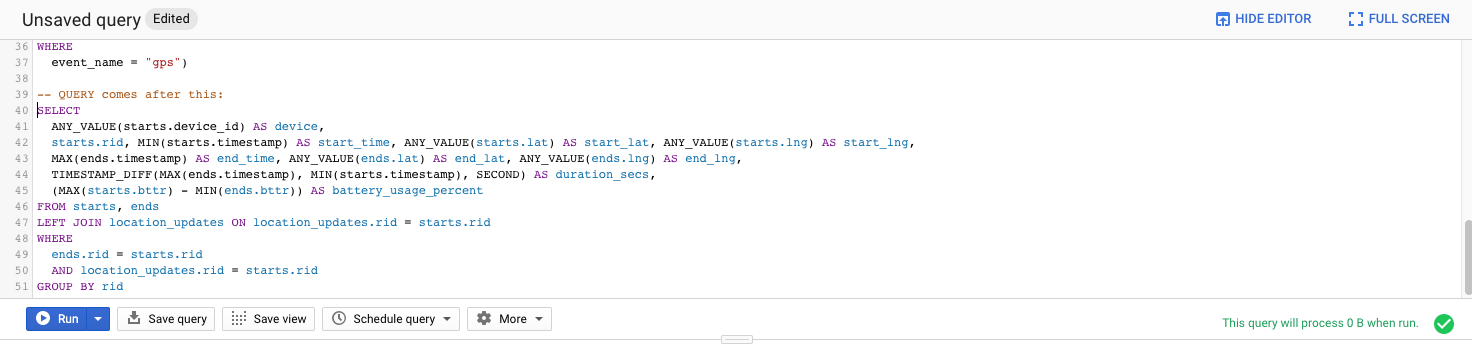 Unsaved query Edited HIDE EDITOR FULL SCREEN
36 WHERE
37 event_name = "gps")
38
39 -- QUERY comes after this:
40 SELECT
41 ANY_VALUE(starts.device_id) AS device,
42 starts.rid, MIN(starts.timestamp) AS start_time, ANY_VALUE(starts.lat) AS start_lat, ANY_VALUE(starts.lng) AS start_lng,
43 MAX(ends.timestamp) AS end_time, ANY_VALUE(ends.lat) AS end_lat, ANY_VALUE(ends.lng) AS end_lng,
44 TIMESTAMP_DIFF(MAX(ends.timestamp), MIN(starts.timestamp), SECOND) AS duration_secs,
45 (MAX(starts.bttr) - MIN(ends.bttr)) AS battery_usage_percent
46 FROM starts, ends
47 LEFT JOIN location_updates ON location_updates.rid = starts.rid
48 WHERE
49 ends.rid = starts.rid
50 AND location_updates.rid = starts.rid
51 GROUP BY rid
Run Save query Save view Schedule query More This query will process 0 B when run.